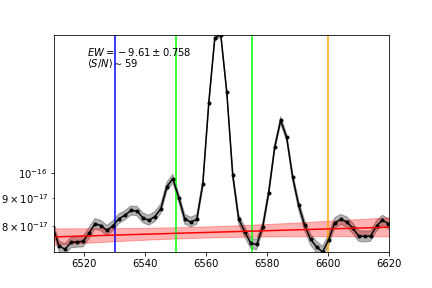 EW = −9.61 ± 0.758
⟨S/N⟩ ~ 59
10⁻¹⁶
9 × 10⁻¹⁷
8 × 10⁻¹⁷
6520 6540 6560 6580 6600 6620